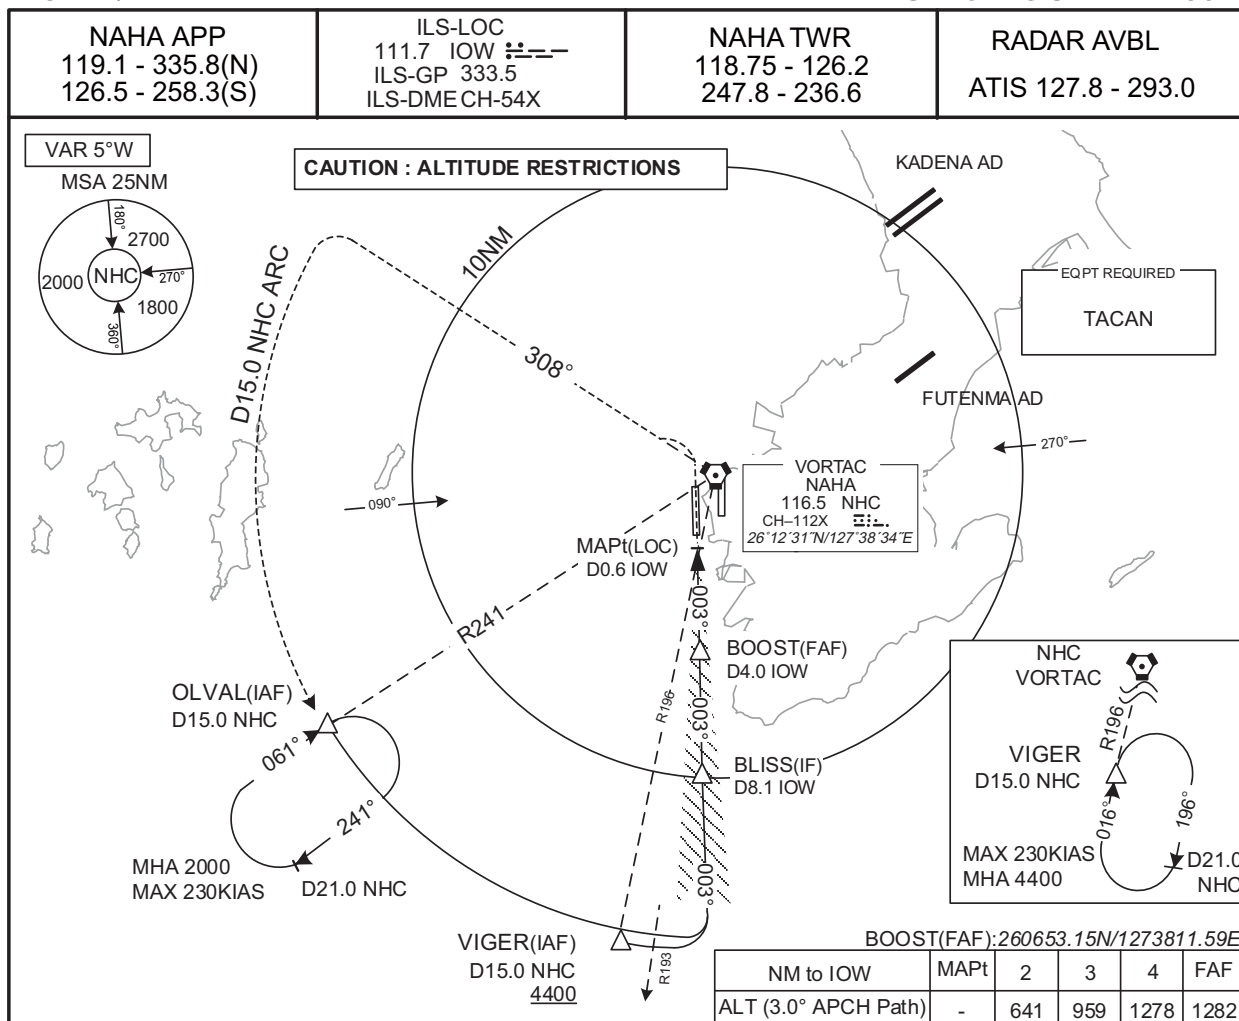 NAHA APP
119.1 - 335.8(N)
126.5 - 258.3(S)
ILS-LOC
111.7 IOW
ILS-GP 333.5
ILS-DME CH-54X
NAHA TWR
118.75 - 126.2
247.8 - 236.6
RADAR AVBL
ATIS 127.8 - 293.0
VAR 5°W
MSA 25NM
180°
2700
2000
NHC
270°
1800
360°
CAUTION : ALTITUDE RESTRICTIONS
KADENA AD
EQPT REQUIRED
TACAN
10NM
D15.0 NHC ARC
308°
FUTENMA AD
270°
090°
VORTAC
NAHA
116.5 NHC
CH–112X
26°12´31˝N/127°38´34˝E
MAPt(LOC)
D0.6 IOW
003°
R241
BOOST(FAF)
D4.0 IOW
R196
003°
OLVAL(IAF)
D15.0 NHC
061°
241°
BLISS(IF)
D8.1 IOW
003°
MHA 2000
MAX 230KIAS
D21.0 NHC
VIGER(IAF)
D15.0 NHC
4400
R193
NHC
VORTAC
R196
VIGER
D15.0 NHC
016°
196°
MAX 230KIAS
MHA 4400
D21.0
NHC
BOOST(FAF):260653.15N/1273811.59E
NM to IOW MAPt 2 3 4 FAF
ALT (3.0° APCH Path) - 641 959 1278 1282